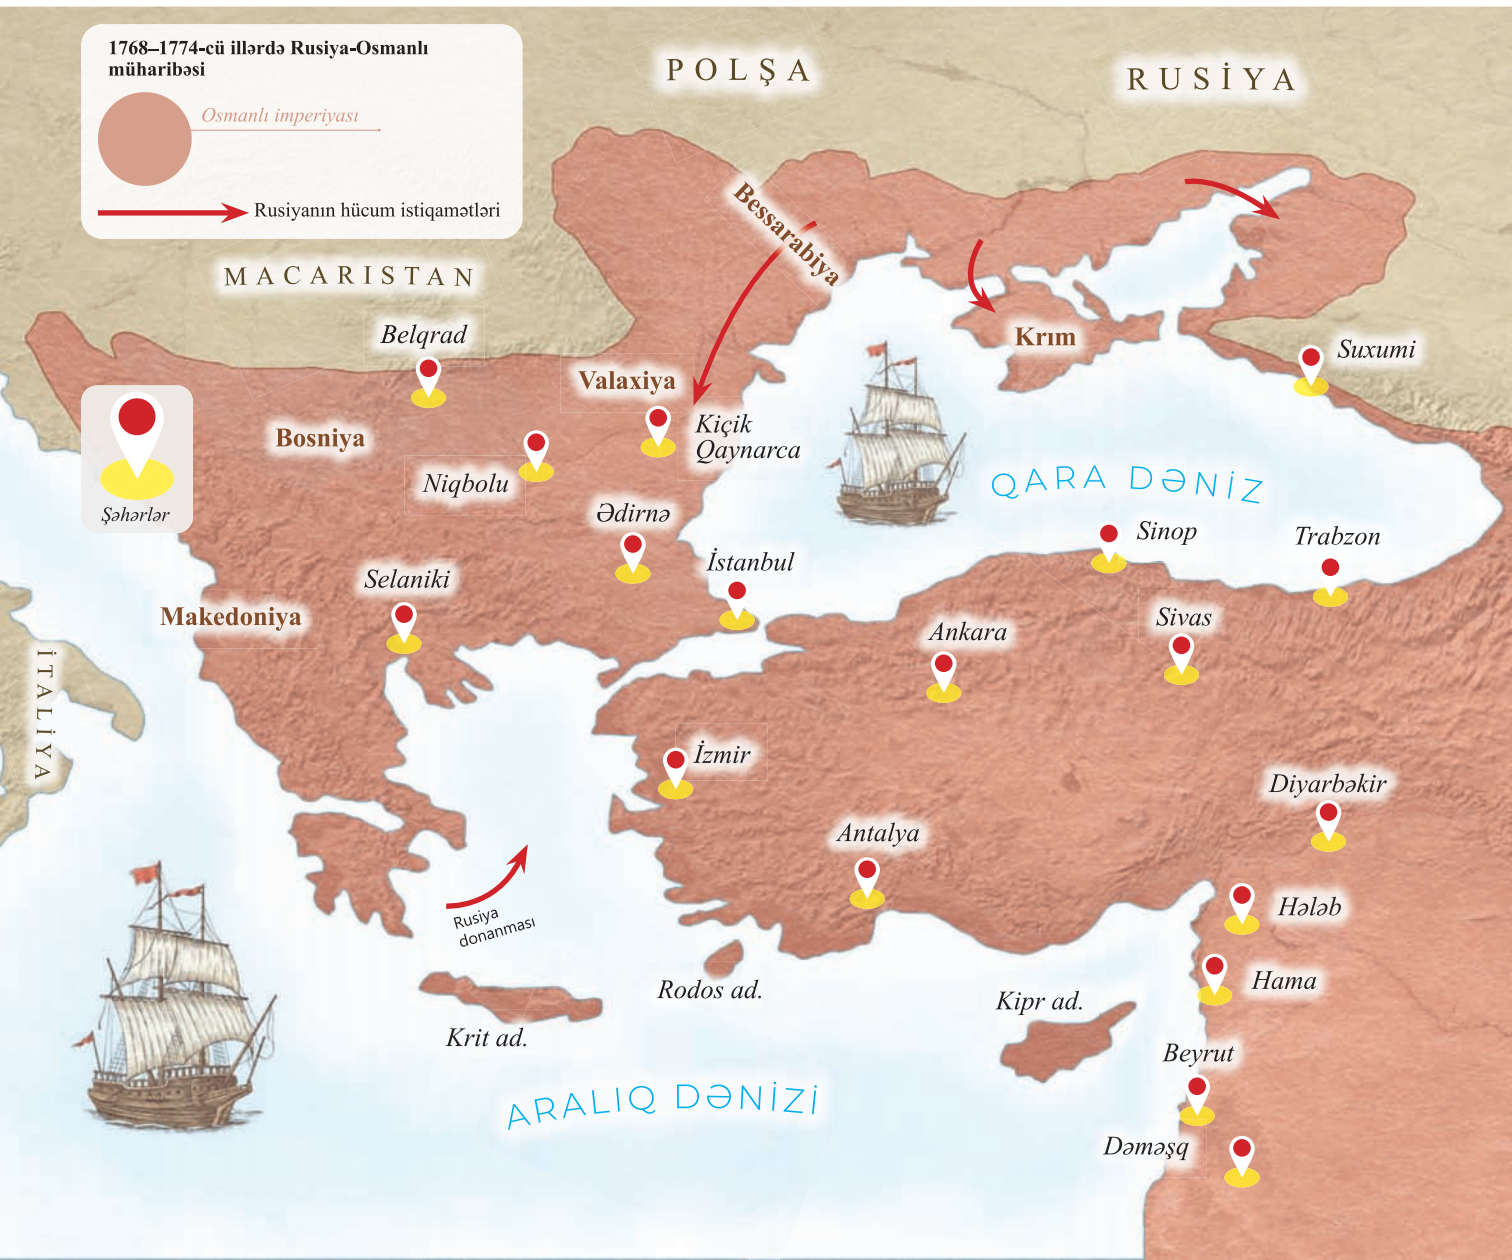 1768–1774-cü illərdə Rusiya-Osmanlı
müharibəsi
Osmanlı imperiyası
Rusiyanın hücum istiqamətləri
POLŞA
RUSİYA
MACARISTAN
Bessarabiya
Krım
Suxumi
Belqrad
Valaxiya
Kiçik
Qaynarca
Bosniya
Niqbolu
Şəhərlər
QARA DƏNİZ
Ədirnə
Sinop
Trabzon
İstanbul
Selaniki
Makedoniya
Ankara
Sivas
İTALİYA
İzmir
Diyarbəkir
Antalya
Hələb
Rusiya
donanması
Hama
Rodos ad.
Kipr ad.
Krit ad.
Beyrut
ARALIQ DƏNİZİ
Dəməşq